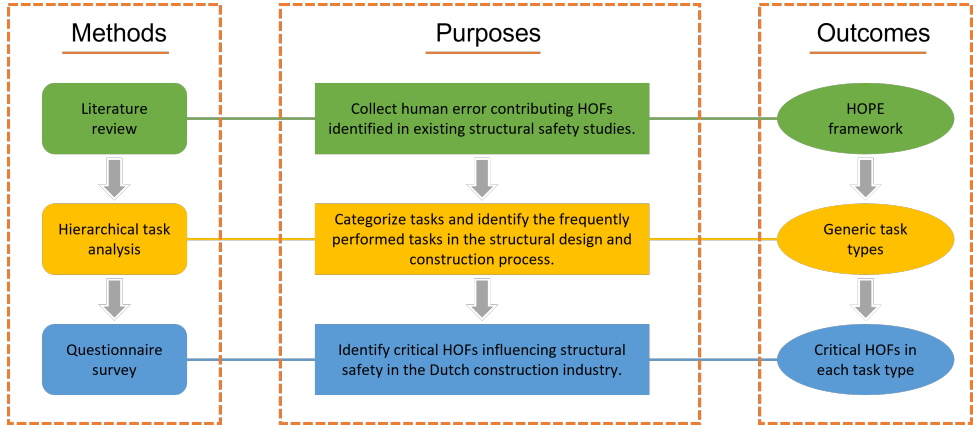 Methods
Purposes
Outcomes
Literature
review
Collect human error contributing HOFs
identified in existing structural safety studies.
HOPE
framework
Hierarchical task
analysis
Categorize tasks and identify the frequently
performed tasks in the structural design and
construction process.
Generic task
types
Questionnaire
survey
Identify critical HOFs influencing structural
safety in the Dutch construction industry.
Critical HOFs in
each task type